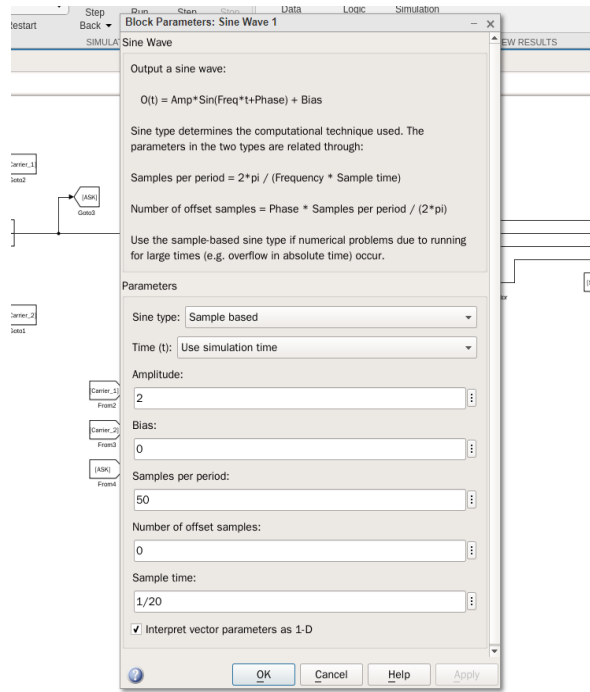 Step Run Step Stop Data Logic Simulation
Restart
Back
SIMULA
EW RESULTS
Block Parameters: Sine Wave 1
Sine Wave
Output a sine wave:
O(t) = Amp*Sin(Freq*t+Phase) + Bias
Sine type determines the computational technique used. The
parameters in the two types are related through:
Samples per period = 2*pi / (Frequency * Sample time)
Number of offset samples = Phase * Samples per period / (2*pi)
Use the sample-based sine type if numerical problems due to running
for large times (e.g. overflow in absolute time) occur.
Parameters
Sine type: Sample based
Time (t): Use simulation time
Amplitude:
2
Bias:
0
Samples per period:
50
Number of offset samples:
0
Sample time:
1/20
Interpret vector parameters as 1-D
OK Cancel Help Apply
Carrier_1]
Goto2
[ASK]
Goto3
Carrier_2]
Goto1
[Carrier_1]
From2
[Carrier_2]
From3
[ASK]
From4